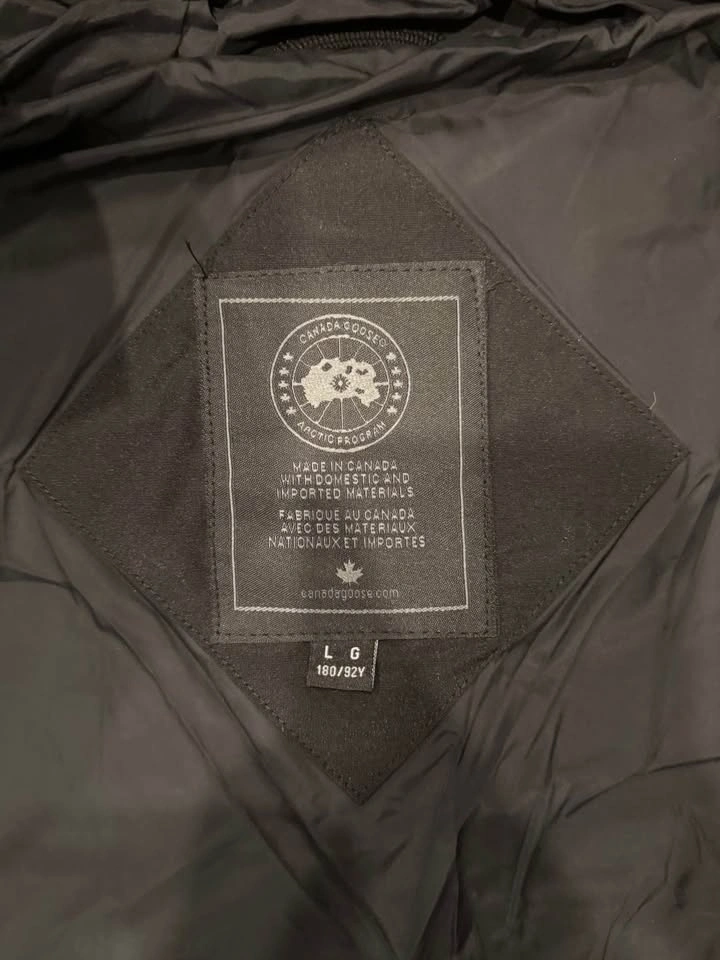 CANADA GOOSE®
ARCTIC PROGRAM
MADE IN CANADA
WITH DOMESTIC AND
IMPORTED MATERIALS
FABRIQUE AU CANADA
AVEC DES MATERIAUX
NATIONAUX ET IMPORTES
canadagoose.com
L G
180/92Y